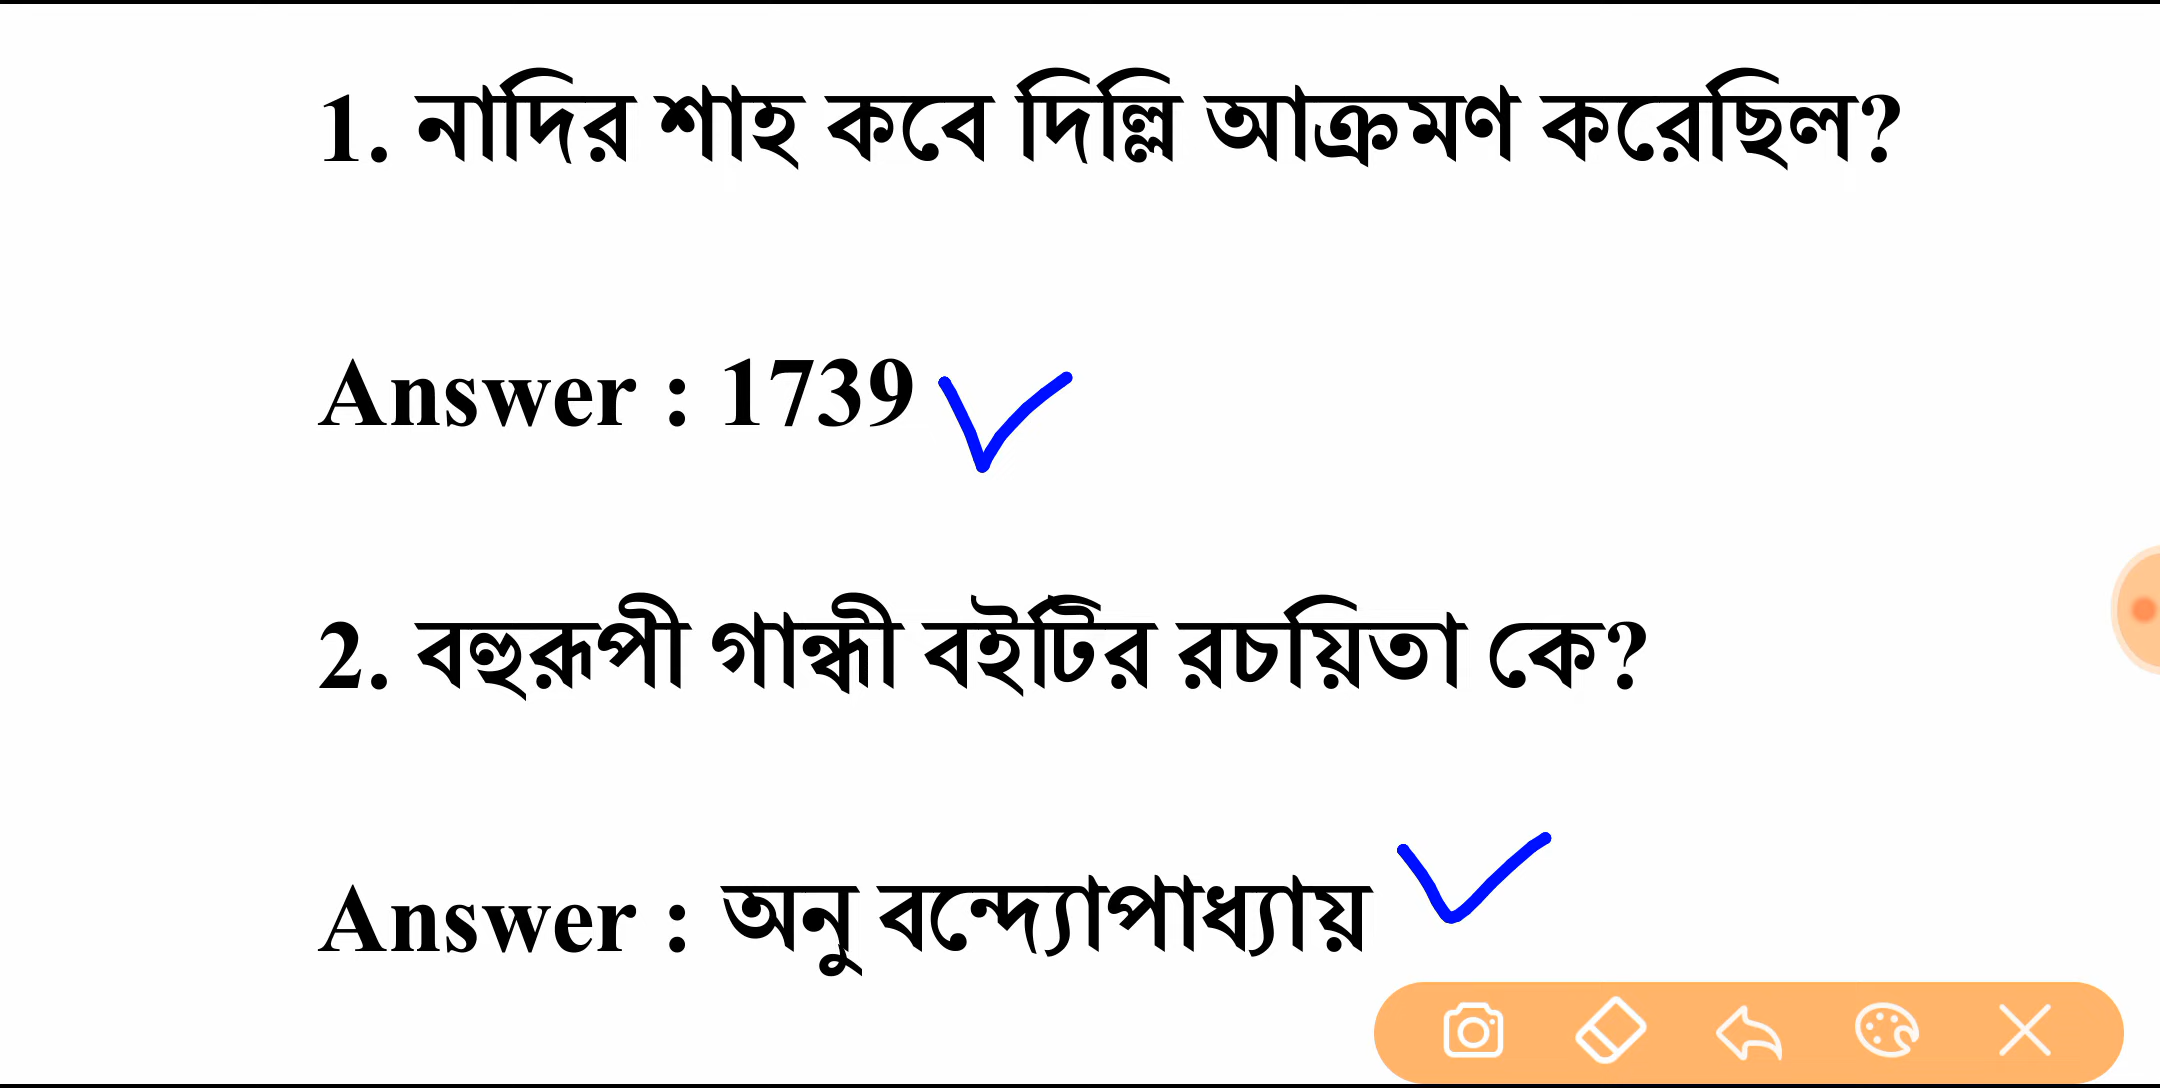 1. নাদির শাহ কবে দিল্লি আক্রমণ করেছিল?
Answer : 1739
2. বহুরূপী গান্ধী বইটির রচয়িতা কে?
Answer : অনু বন্দ্যোপাধ্যায়